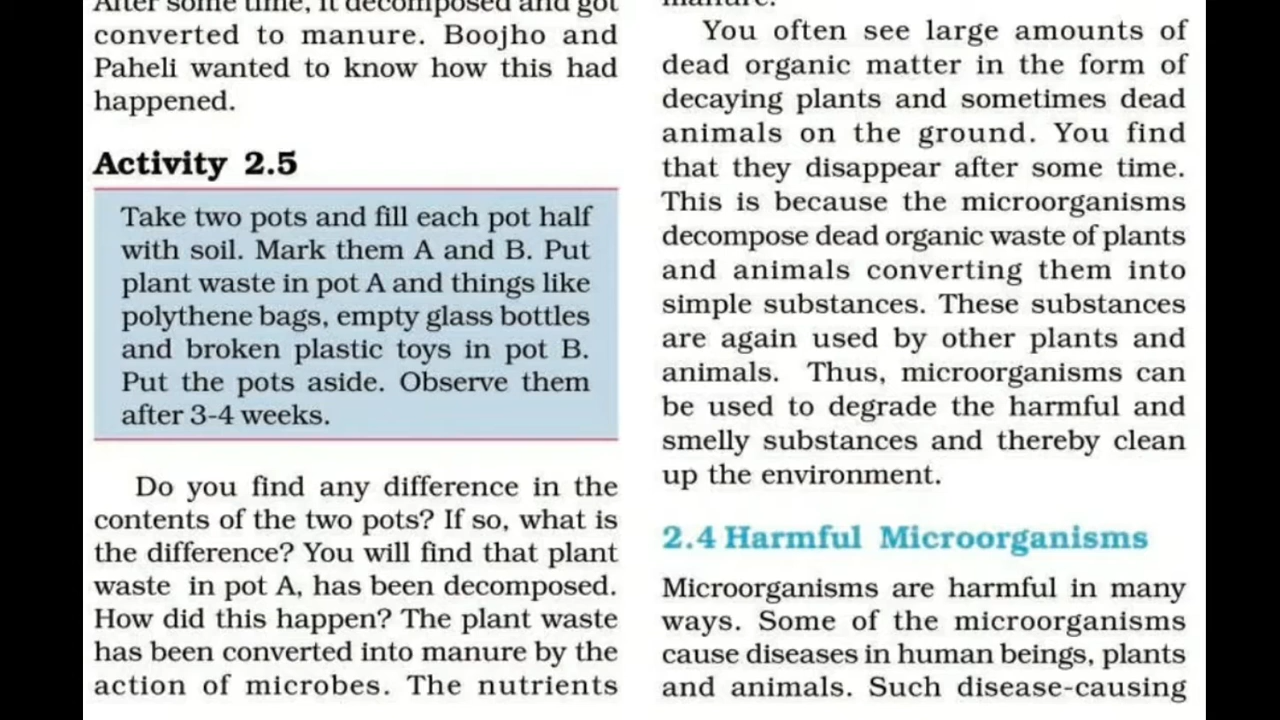 After some time, it decomposed and got
converted to manure. Boojho and
Paheli wanted to know how this had
happened.
Activity 2.5
Take two pots and fill each pot half
with soil. Mark them A and B. Put
plant waste in pot A and things like
polythene bags, empty glass bottles
and broken plastic toys in pot B.
Put the pots aside. Observe them
after 3-4 weeks.
Do you find any difference in the
contents of the two pots? If so, what is
the difference? You will find that plant
waste in pot A, has been decomposed.
How did this happen? The plant waste
has been converted into manure by the
action of microbes. The nutrients
manure.
You often see large amounts of
dead organic matter in the form of
decaying plants and sometimes dead
animals on the ground. You find
that they disappear after some time.
This is because the microorganisms
decompose dead organic waste of plants
and animals converting them into
simple substances. These substances
are again used by other plants and
animals. Thus, microorganisms can
be used to degrade the harmful and
smelly substances and thereby clean
up the environment.
2.4 Harmful Microorganisms
Microorganisms are harmful in many
ways. Some of the microorganisms
cause diseases in human beings, plants
and animals. Such disease-causing